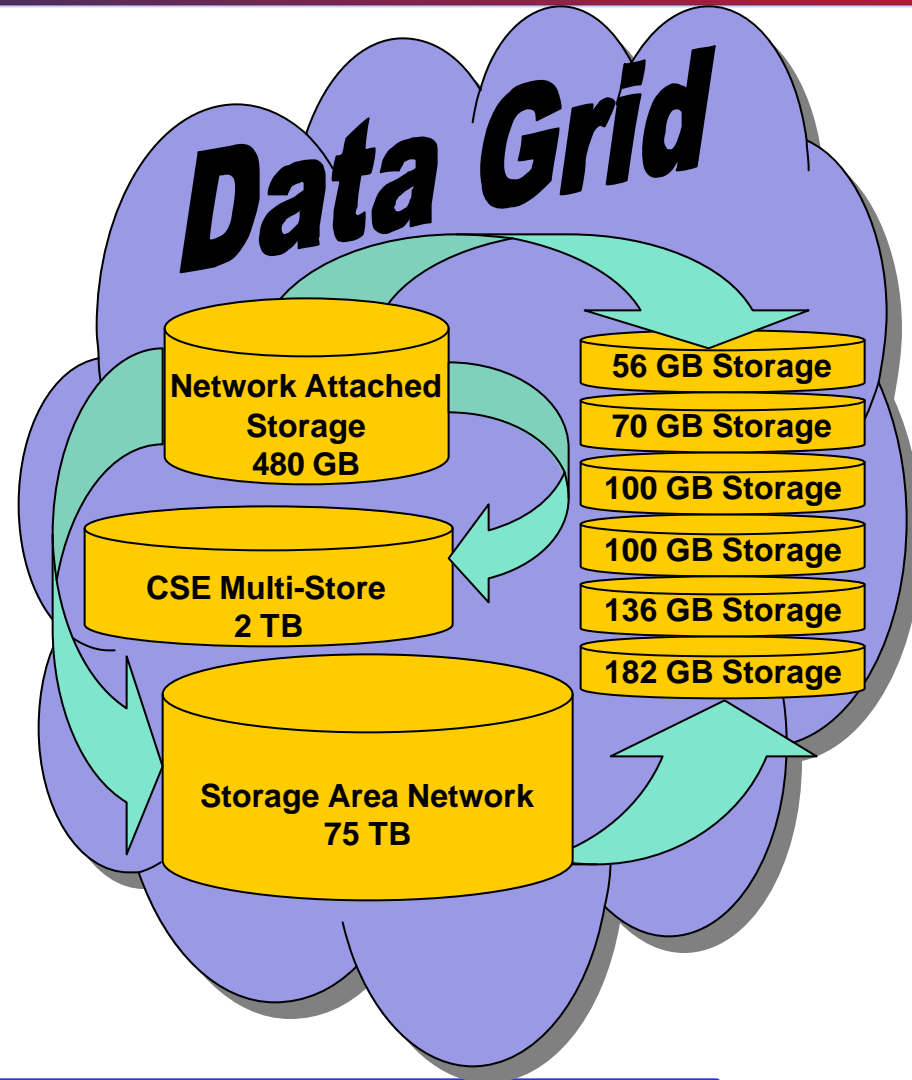 Data Grid
Network Attached
Storage
480 GB
CSE Multi-Store
2 TB
Storage Area Network
75 TB
56 GB Storage
70 GB Storage
100 GB Storage
100 GB Storage
136 GB Storage
182 GB Storage